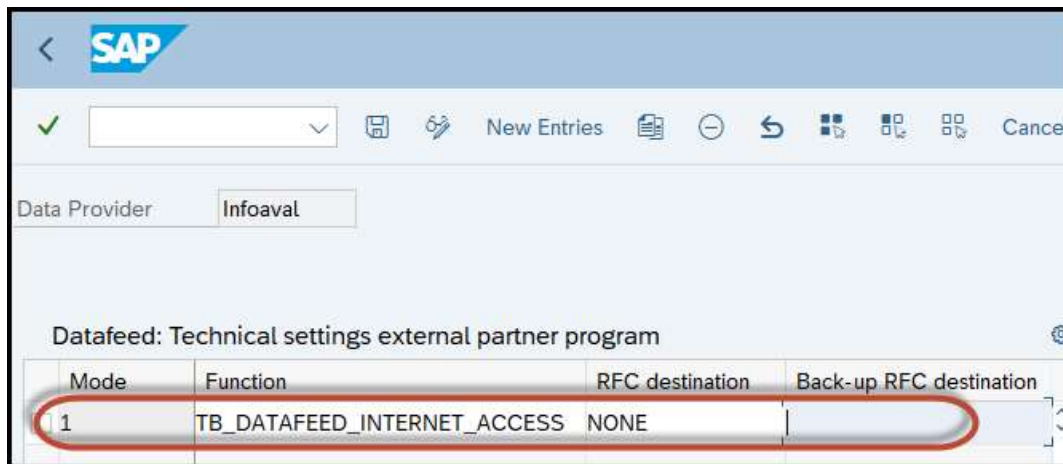 SAP
New Entries Cance
Data Provider Infoaval
Datafeed: Technical settings external partner program
Mode Function RFC destination Back-up RFC destination
1 TB_DATAFEED_INTERNET_ACCESS NONE